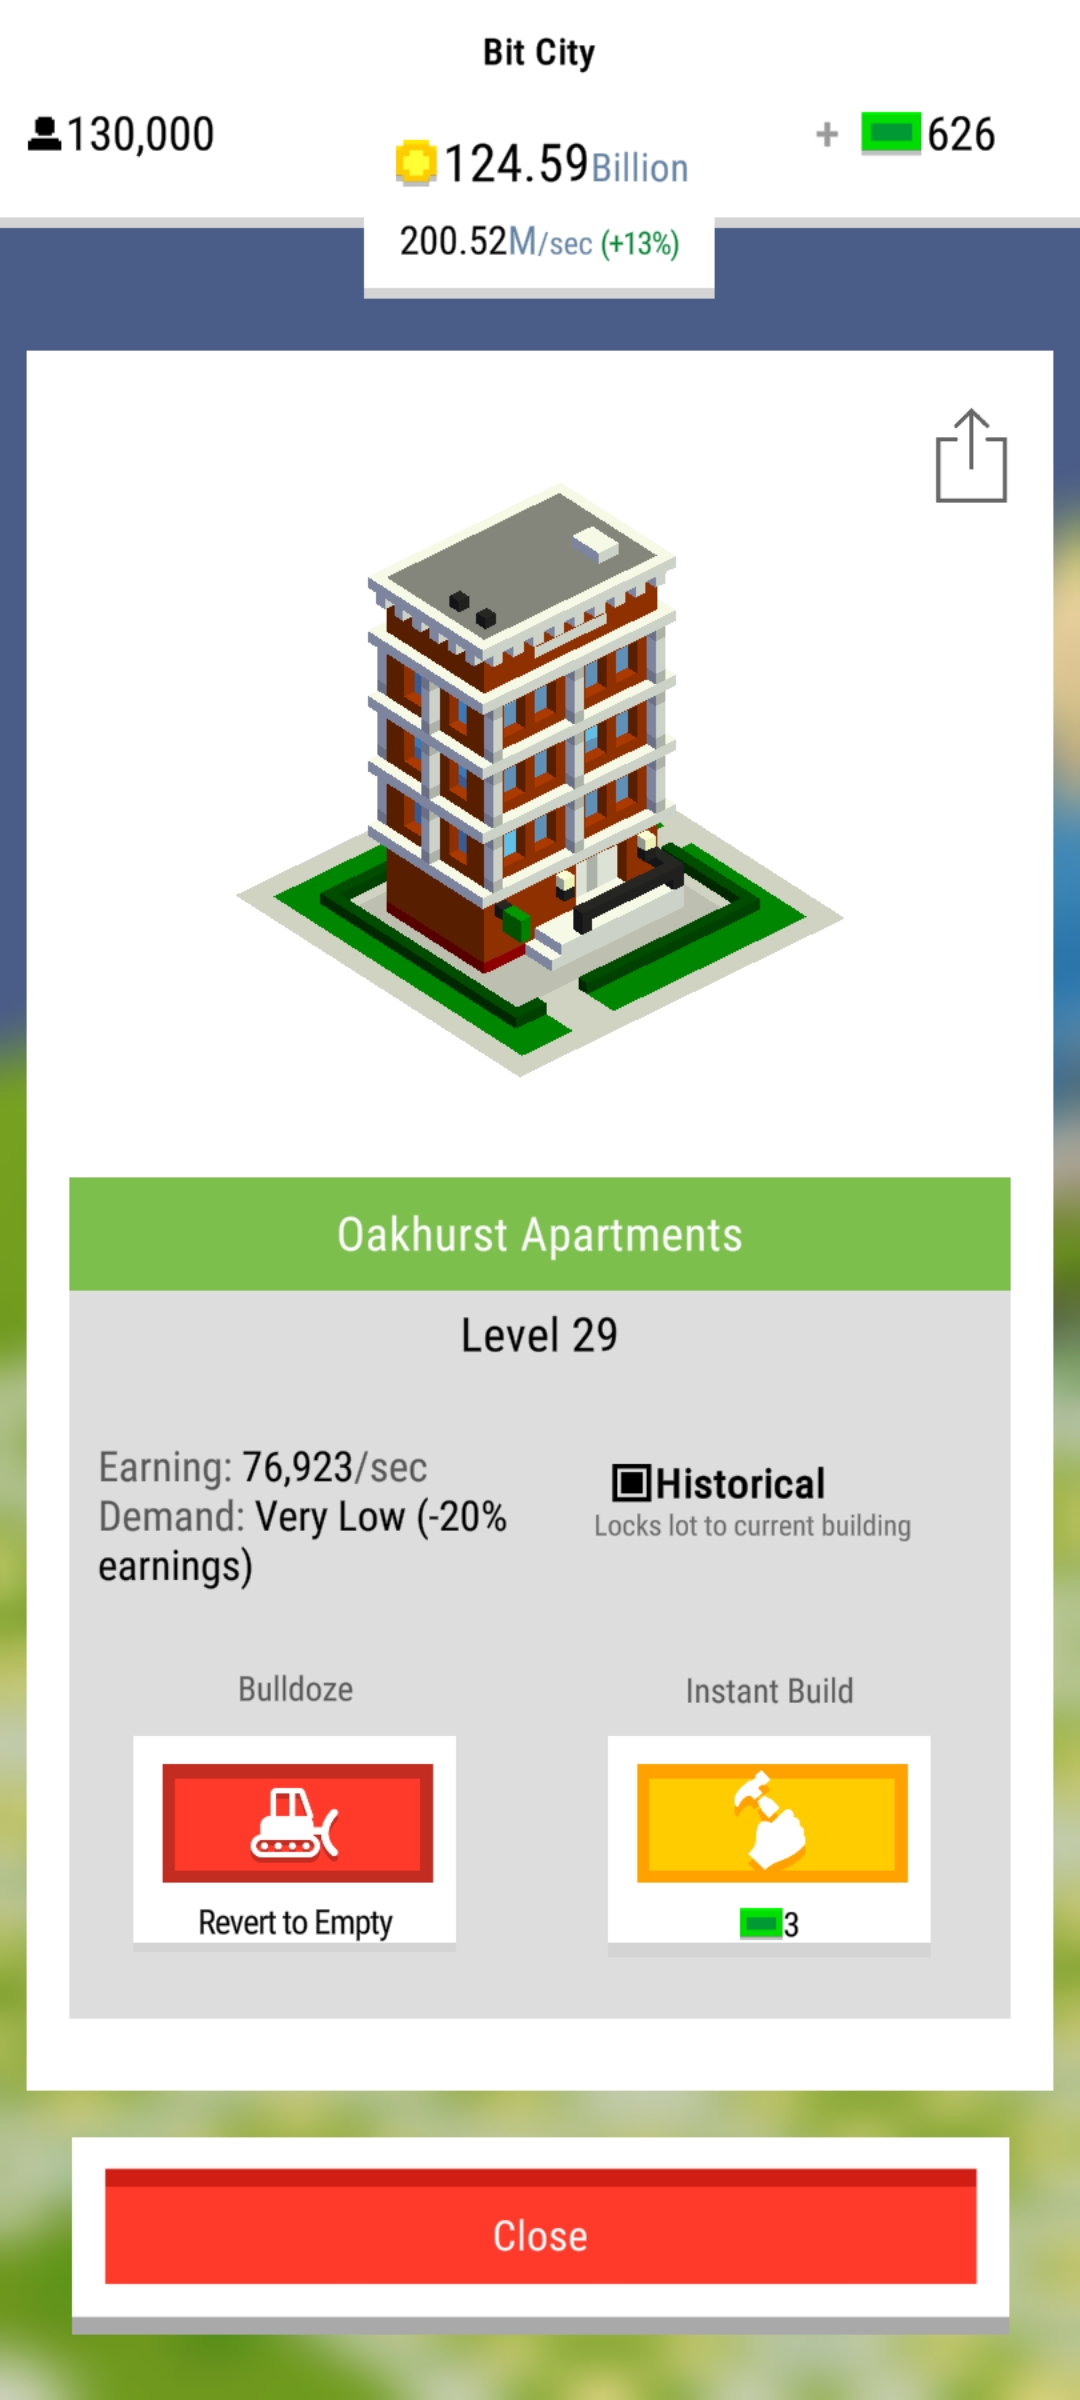 Bit City
130,000
124.59Billion
+ 626
200.52M/sec (+13%)
Oakhurst Apartments
Level 29
Earning: 76,923/sec
Demand: Very Low (-20%
earnings)
Historical
Locks lot to current building
Bulldoze
Instant Build
Revert to Empty
3
Close